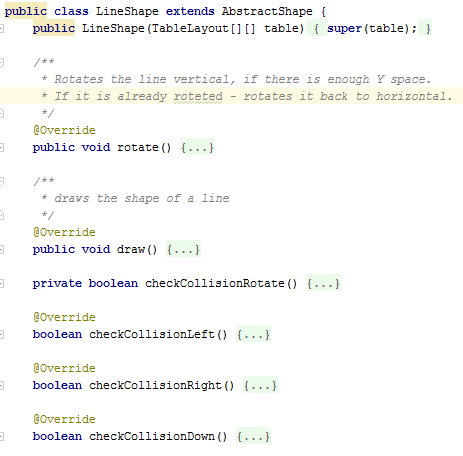 public class LineShape extends AbstractShape {
public LineShape(TableLayout[][] table) { super(table); }
/**
* Rotates the line vertical, if there is enough Y space.
* If it is already roteted - rotates it back to horizontal.
*/
@Override
public void rotate() {...}
/**
* draws the shape of a line
*/
@Override
public void draw() {...}
private boolean checkCollisionRotate() {...}
@Override
boolean checkCollisionLeft() {...}
@Override
boolean checkCollisionRight() {...}
@Override
boolean checkCollisionDown() {...}